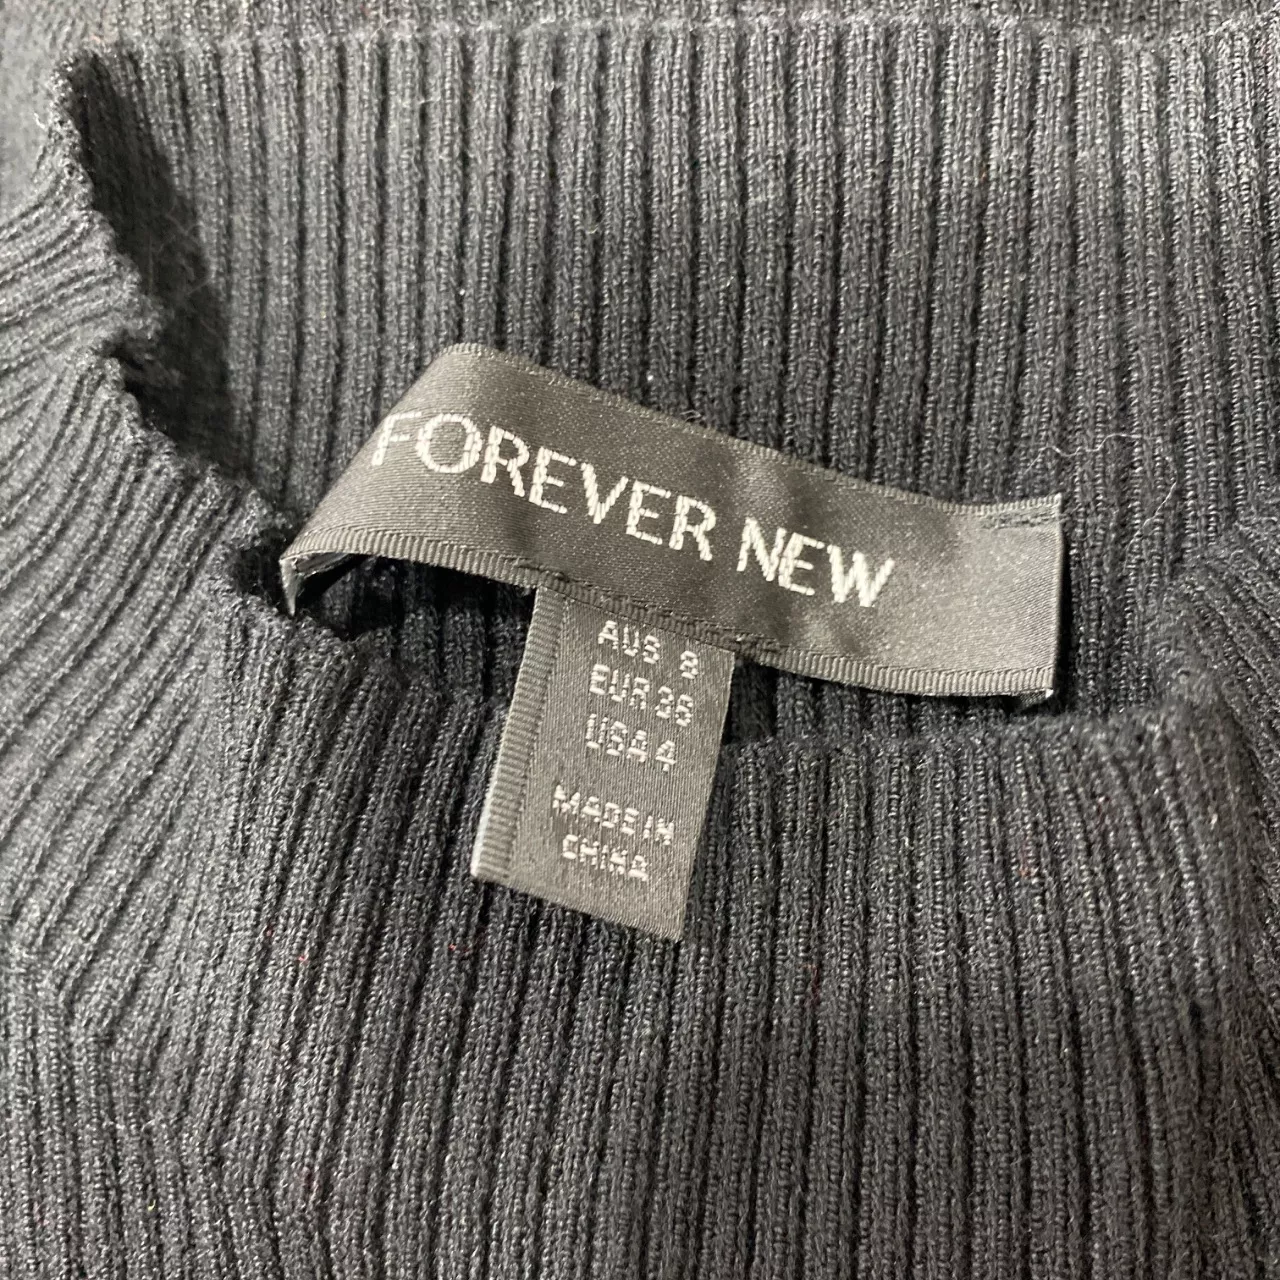 FOREVER NEW
AUS 8
EUR 36
USA 4
MADE IN
CHINA